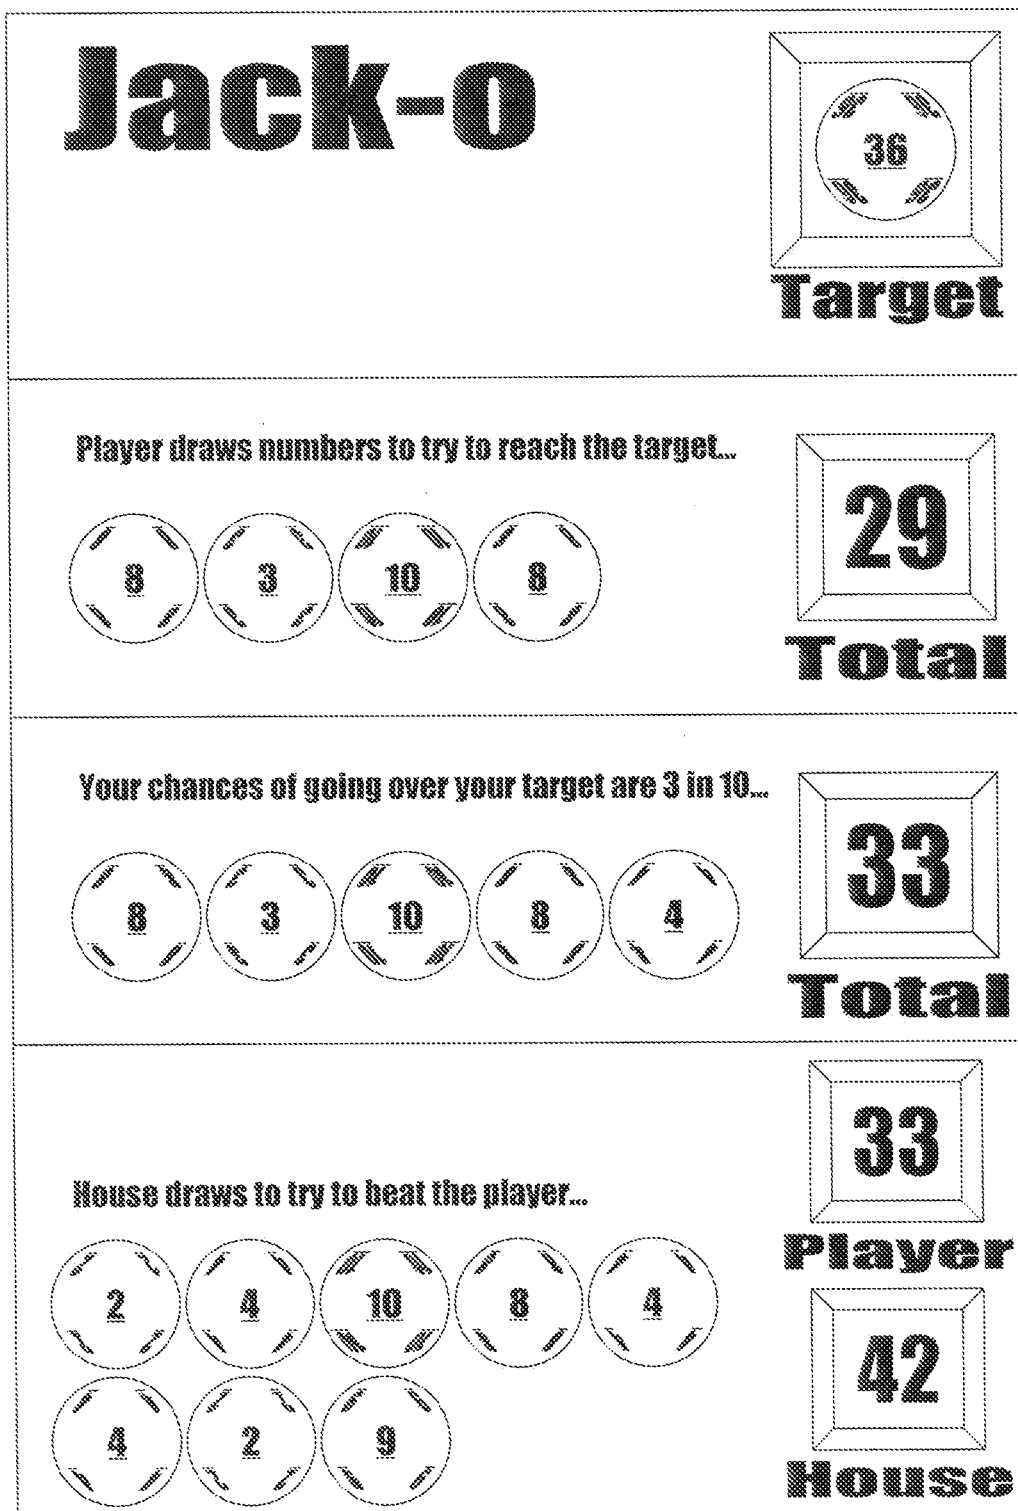 Jack-o
36
Target
Player draws numbers to try to reach the target...
8 3 10 8
29
Total
Your chances of going over your target are 3 in 10...
8 3 10 8 4
33
Total
33
Player
House draws to try to beat the player...
2 4 10 8 4
4 2 9
42
House